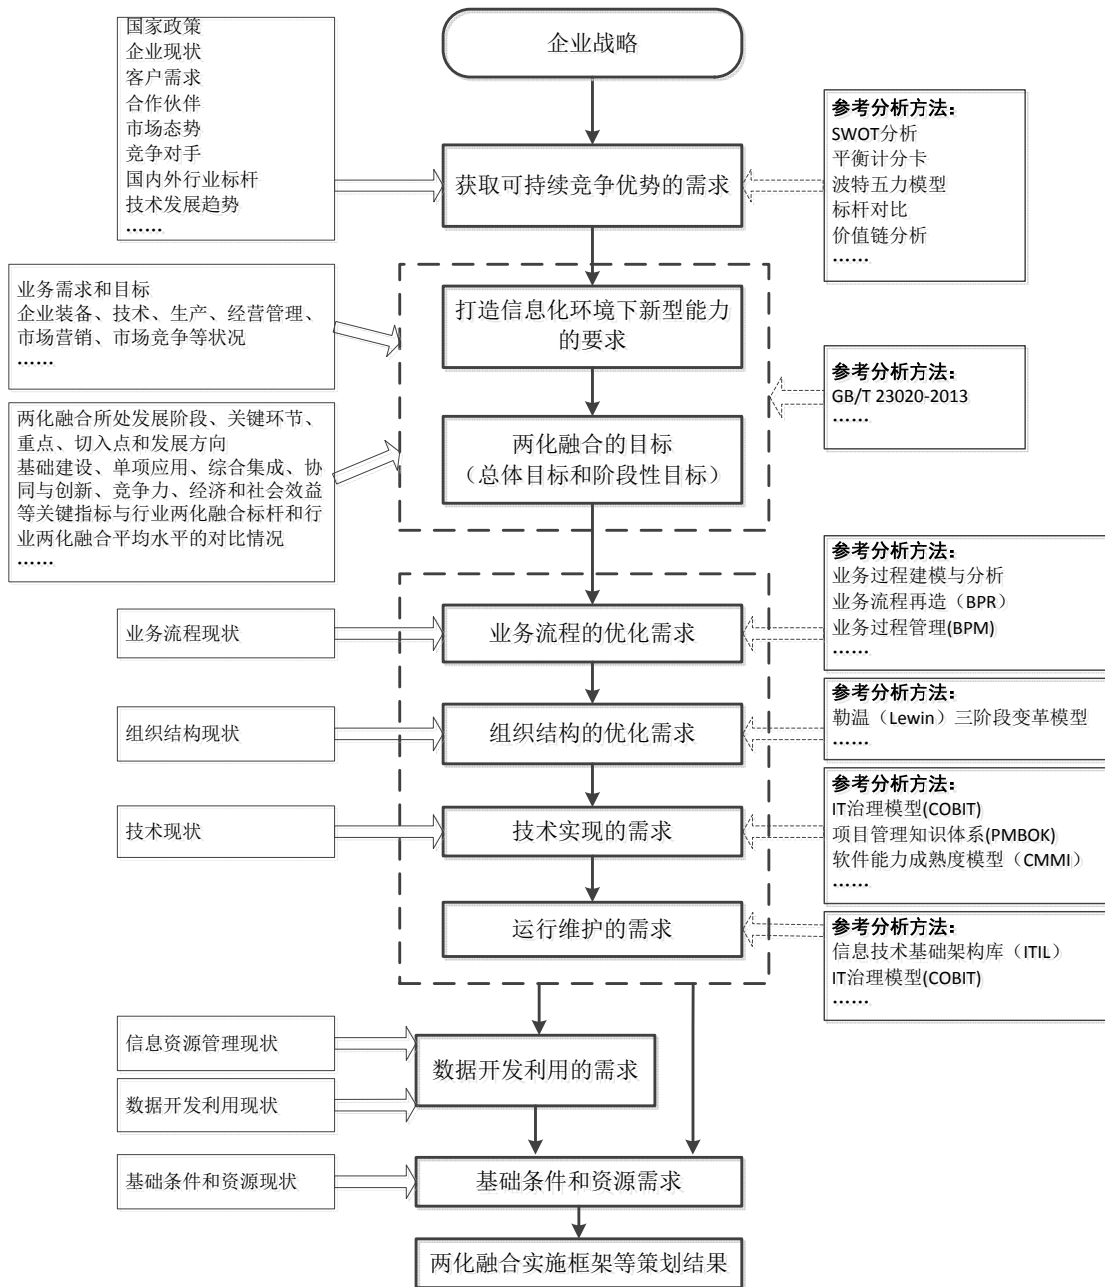 国家政策
企业现状
客户需求
合作伙伴
市场态势
竞争对手
国内外行业标杆
技术发展趋势
……
企业战略
获取可持续竞争优势的需求
参考分析方法：
SWOT分析
平衡计分卡
波特五力模型
标杆对比
价值链分析
……
业务需求和目标
企业装备、技术、生产、经营管理、
市场营销、市场竞争等状况
……
打造信息化环境下新型能力
的要求
参考分析方法：
GB/T 23020-2013
……
两化融合所处发展阶段、关键环节、
重点、切入点和发展方向
基础建设、单项应用、综合集成、协
同与创新、竞争力、经济和社会效益
等关键指标与行业两化融合标杆和行
业两化融合平均水平的对比情况
……
两化融合的目标
（总体目标和阶段性目标）
业务流程现状
业务流程的优化需求
参考分析方法：
业务过程建模与分析
业务流程再造（BPR）
业务过程管理(BPM)
……
组织结构现状
组织结构的优化需求
参考分析方法：
勒温（Lewin）三阶段变革模型
……
技术现状
技术实现的需求
参考分析方法：
IT治理模型(COBIT)
项目管理知识体系(PMBOK)
软件能力成熟度模型（CMMI）
……
运行维护的需求
参考分析方法：
信息技术基础架构库（ITIL）
IT治理模型(COBIT)
……
信息资源管理现状
数据开发利用的需求
数据开发利用现状
基础条件和资源现状
基础条件和资源需求
两化融合实施框架等策划结果